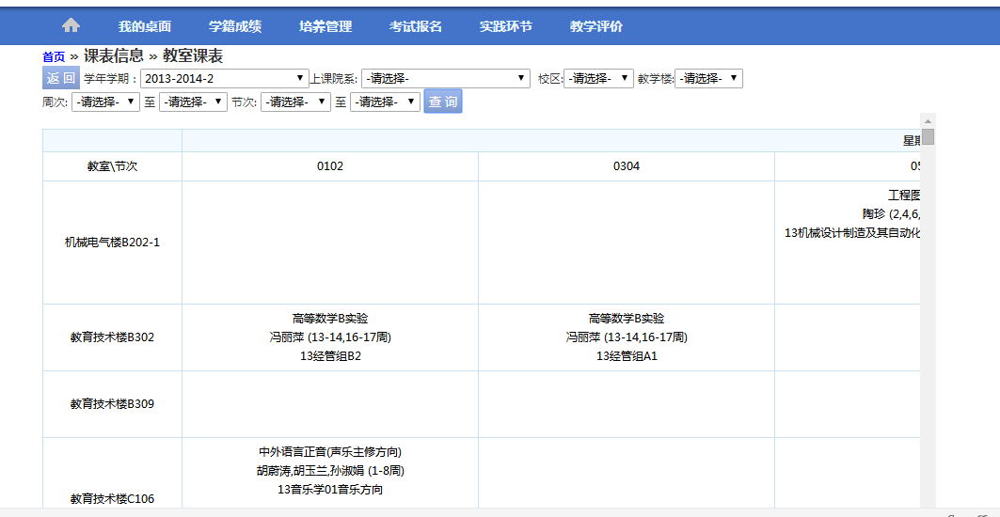 我的桌面 学籍成绩 培养管理 考试报名 实践环节 教学评价
首页 » 课表信息 » 教室课表
返 回 学年学期： 2013-2014-2 上课院系: -请选择- 校区: -请选择- 教学楼: -请选择-
周次: -请选择- 至 -请选择- 节次: -请选择- 至 -请选择- 查 询
星期
教室\节次 0102 0304 05
机械电气楼B202-1
工程图
陶珍 (2,4,6,
13机械设计制造及其自动化
教育技术楼B302
高等数学B实验
冯丽萍 (13-14,16-17周)
13经管组B2
高等数学B实验
冯丽萍 (13-14,16-17周)
13经管组A1
教育技术楼B309
教育技术楼C106
中外语言正音(声乐主修方向)
胡蔚涛,胡玉兰,孙淑娟 (1-8周)
13音乐学01音乐方向